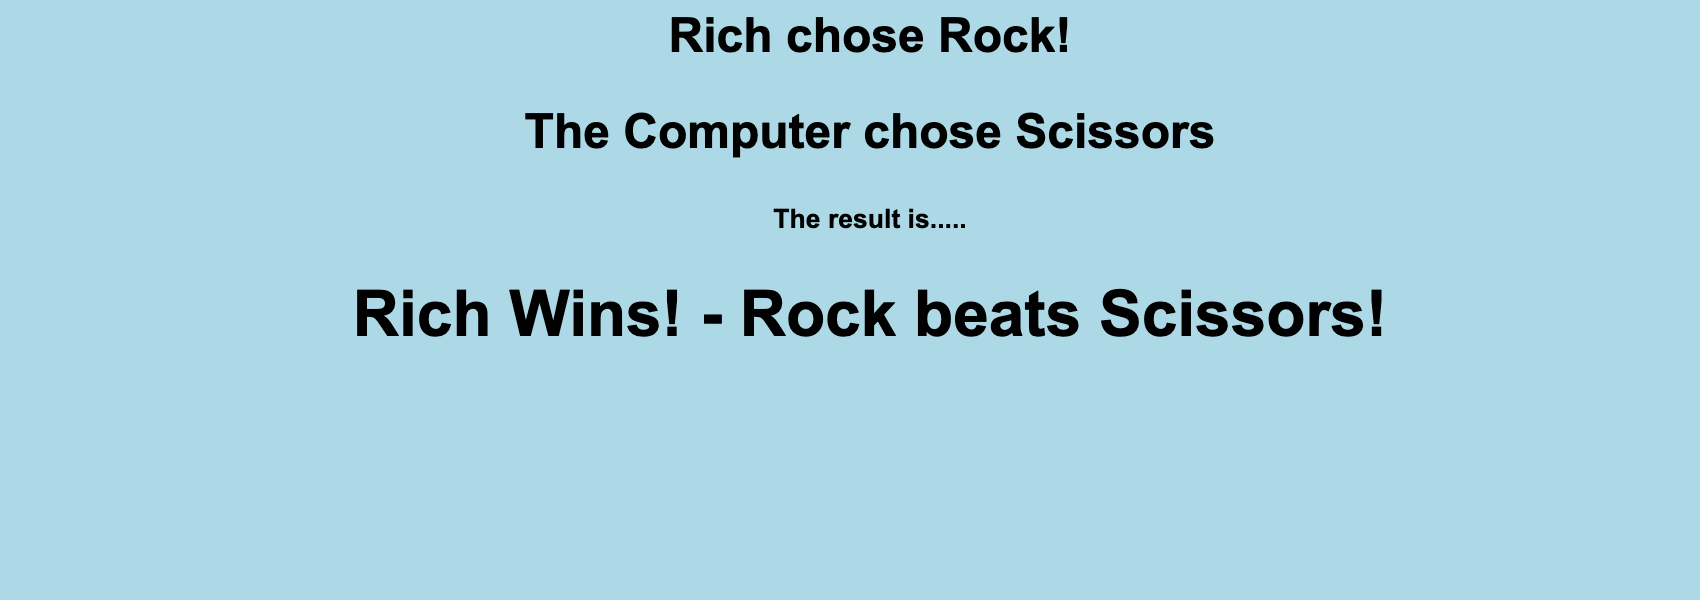 Rich chose Rock!
The Computer chose Scissors
The result is.....
Rich Wins! - Rock beats Scissors!